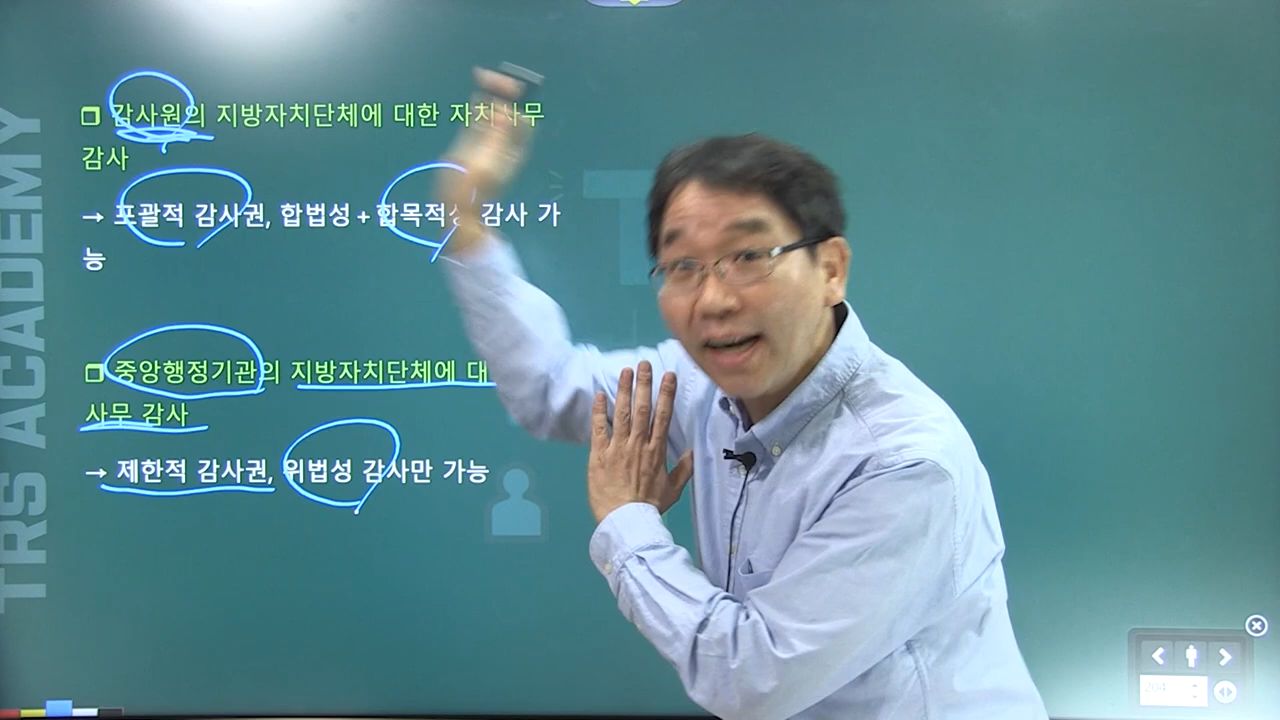 감사원의 지방자치단체에 대한 자치사무
감사
→ 포괄적 감사권, 합법성+합목적성 감사 가
능
중앙행정기관의 지방자치단체에 대
사무 감사
→ 제한적 감사권, 위법성 감사만 가능
TRS ACADEMY
204